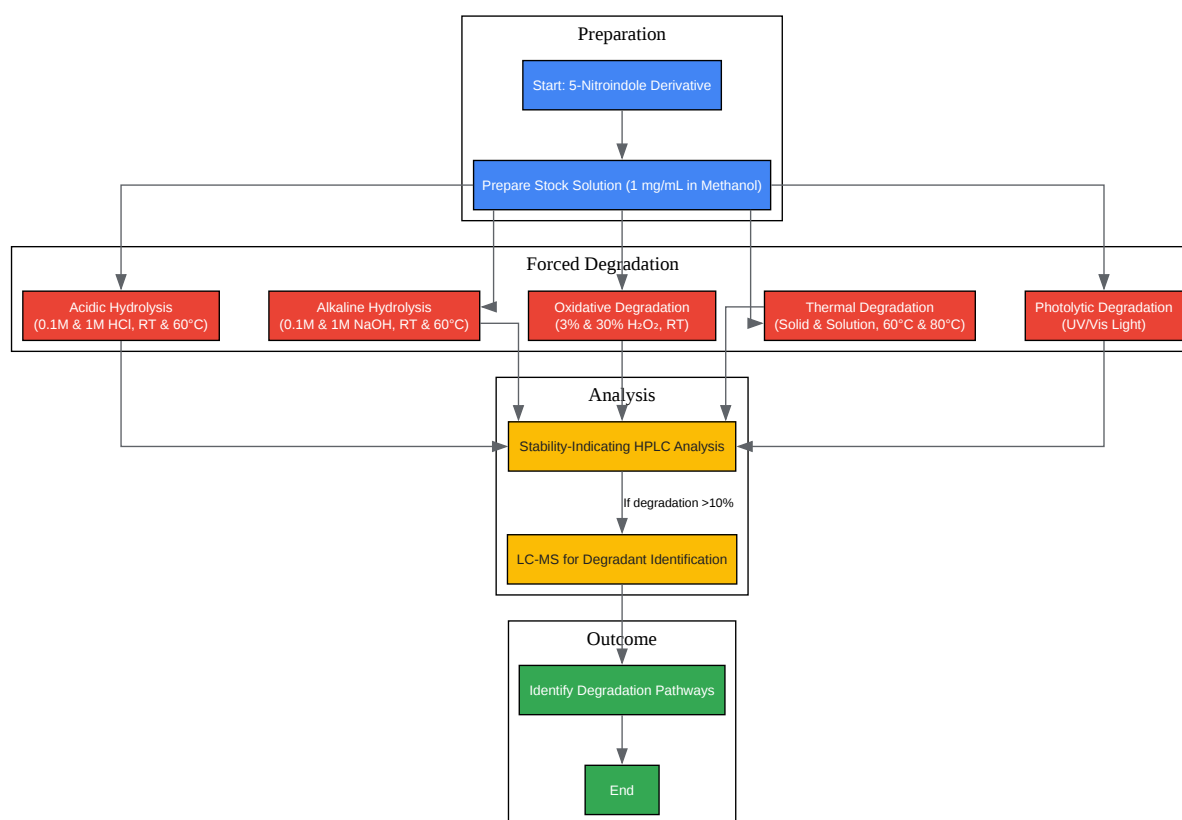 Preparation
Start: 5-Nitroindole Derivative
Prepare Stock Solution (1 mg/mL in Methanol)
Forced Degradation
Acidic Hydrolysis
(0.1M & 1M HCl, RT & 60°C)
Alkaline Hydrolysis
(0.1M & 1M NaOH, RT & 60°C)
Oxidative Degradation
(3% & 30% H₂O₂, RT)
Thermal Degradation
(Solid & Solution, 60°C & 80°C)
Photolytic Degradation
(UV/Vis Light)
Analysis
Stability-Indicating HPLC Analysis
If degradation >10%
LC-MS for Degradant Identification
Outcome
Identify Degradation Pathways
End